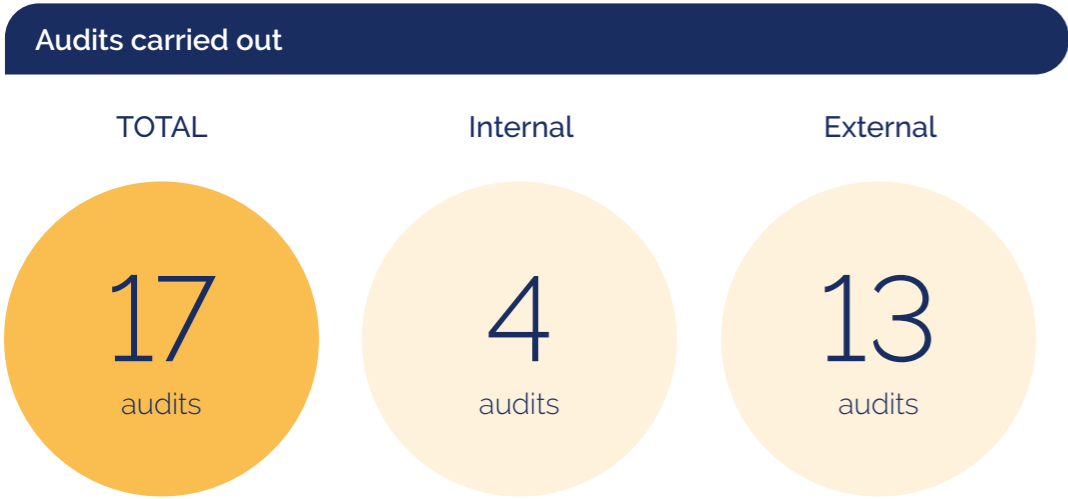 Audits carried out
TOTAL
Internal
External
17
audits
4
audits
13
audits